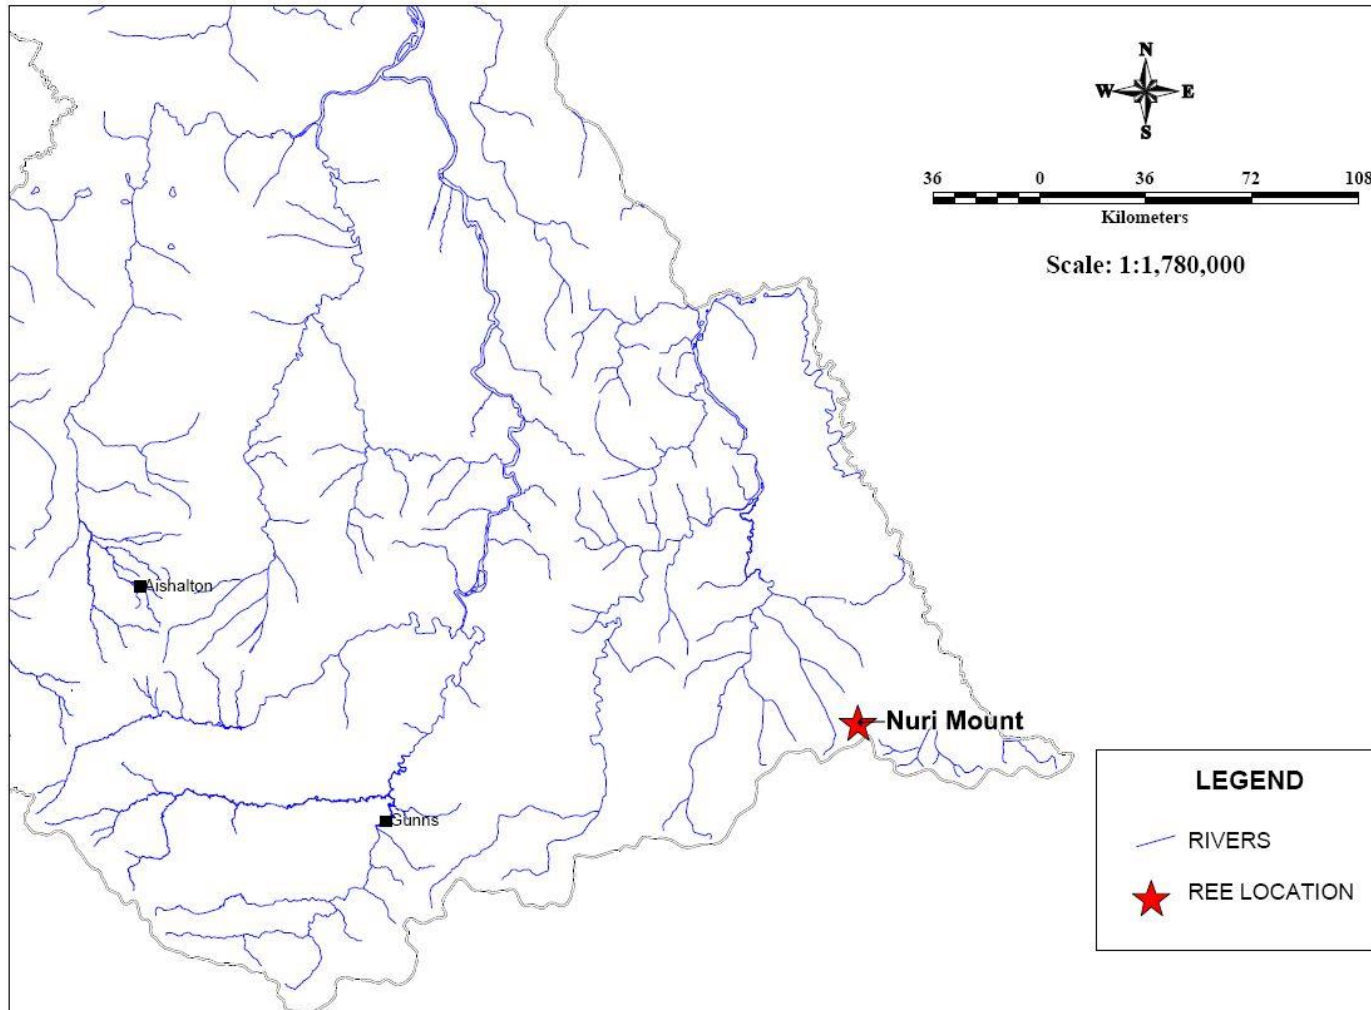 N
W E
S
36 0 36 72 108
Kilometers
Scale: 1:1,780,000
Aishalton
Nuri Mount
Gunns
LEGEND
RIVERS
REE LOCATION